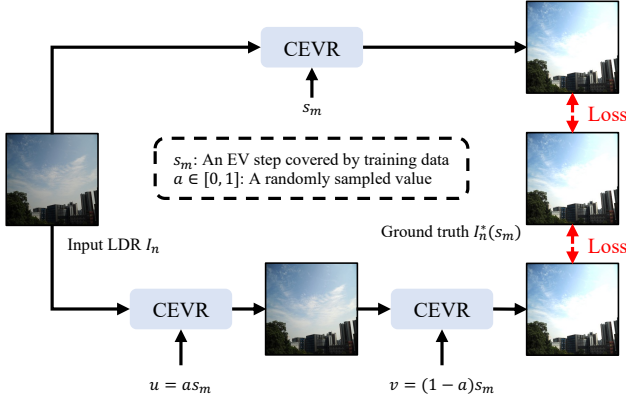 CEVR
s_m
Loss
s_m: An EV step covered by training data
a ∈ [0, 1]: A randomly sampled value
Input LDR I_n
Ground truth I_n^*(s_m)
Loss
CEVR
CEVR
u = as_m
v = (1 − a)s_m